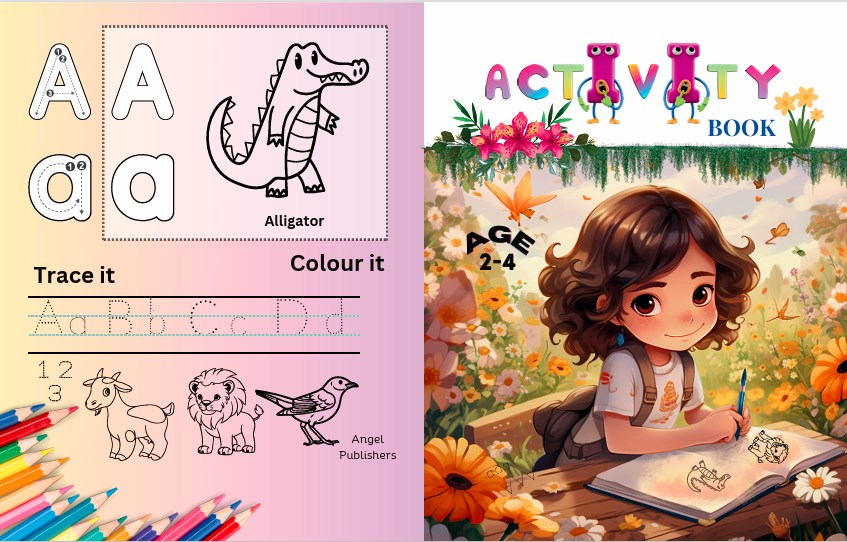 A A
a a
Alligator
Trace it
Colour it
Aa Bb Cc Dd
1 2
3
Angel
Publishers
ACTIVITY
BOOK
AGE
2-4